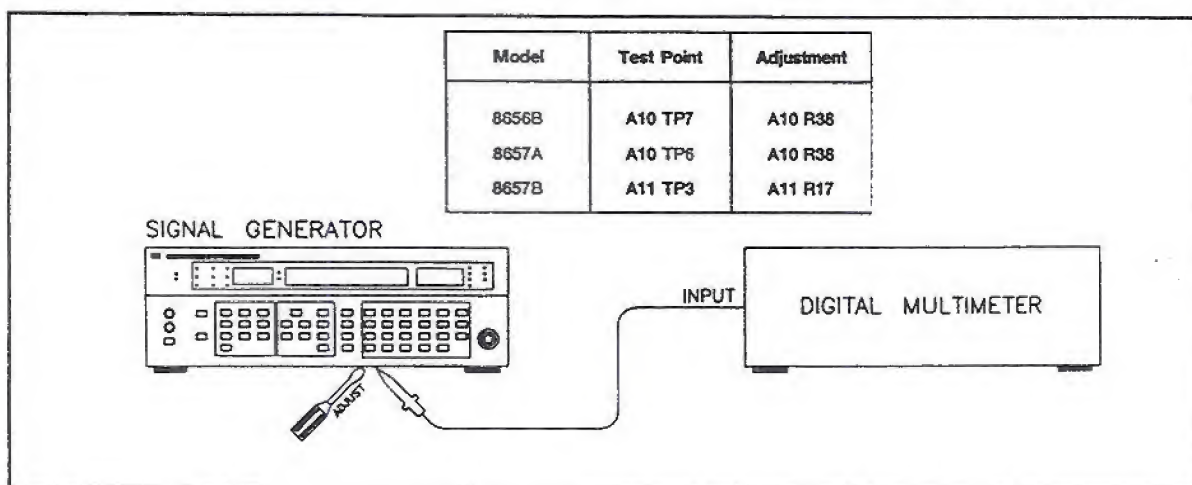 Model Test Point Adjustment
8656B A10 TP7 A10 R38
8657A A10 TP6 A10 R38
8657B A11 TP3 A11 R17
SIGNAL GENERATOR
INPUT
DIGITAL MULTIMETER
ADJUST